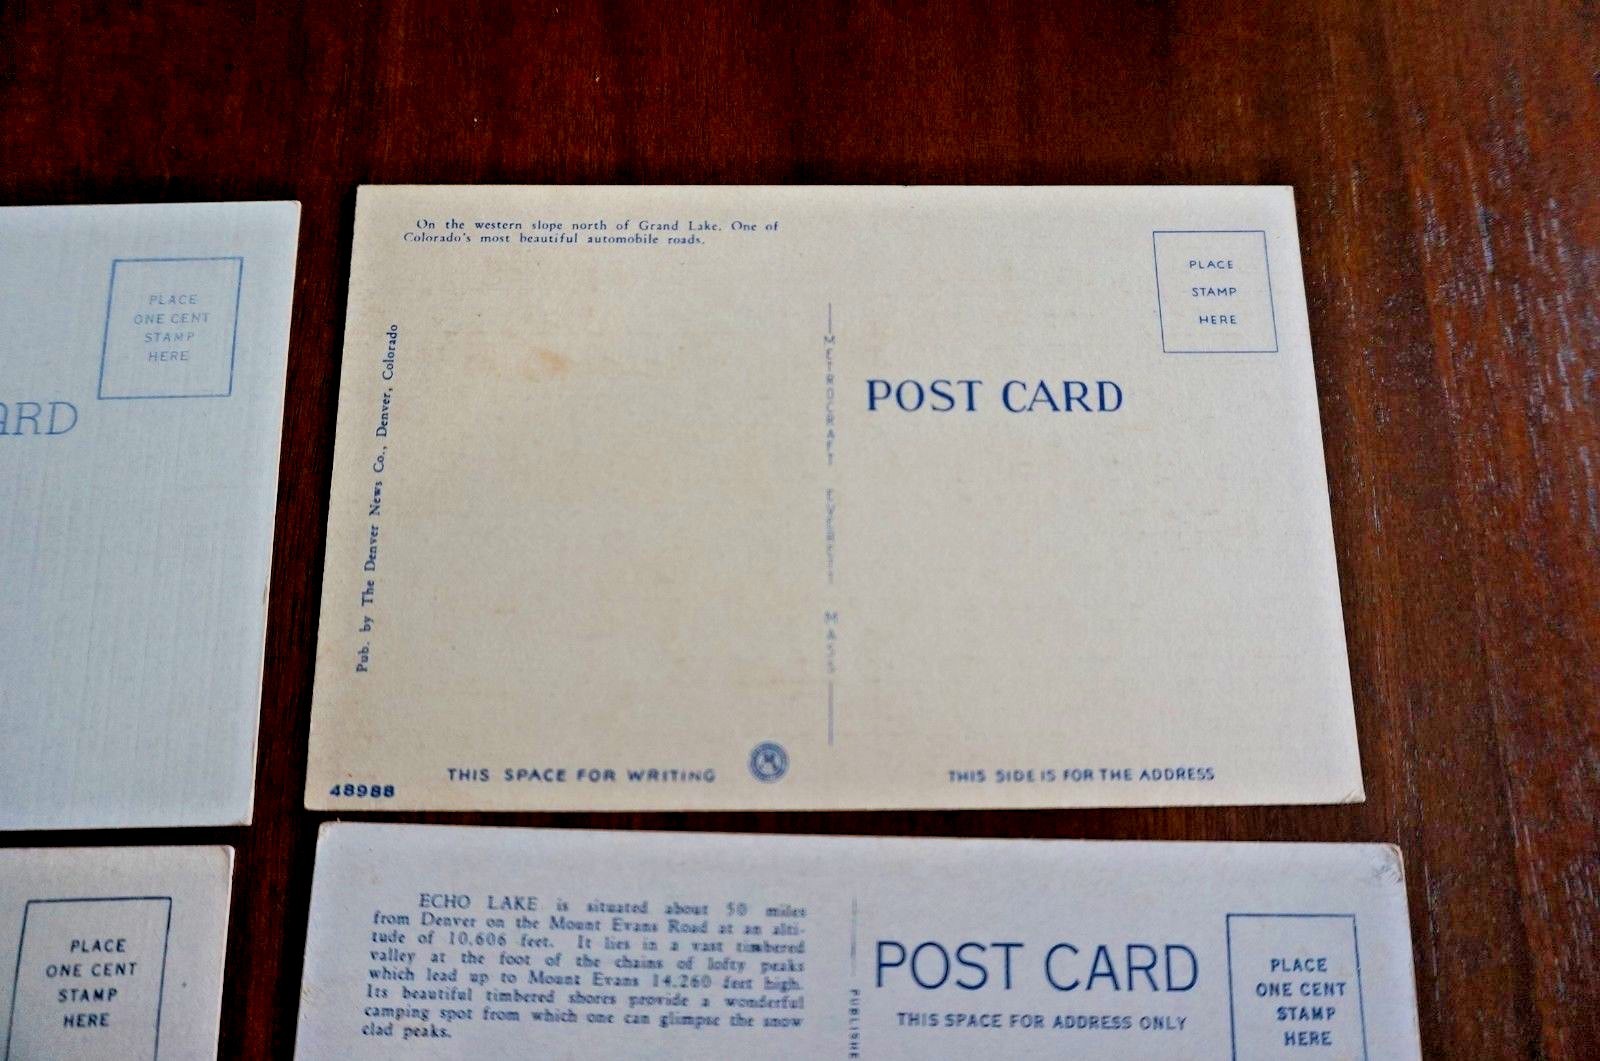 On the western slope north of Grand Lake. One of
Colorado's most beautiful automobile roads.
PLACE
STAMP
HERE
POST CARD
METROCRAFT EVERETT MASS
Pub. by The Denver News Co., Denver, Colorado
THIS SPACE FOR WRITING
THIS SIDE IS FOR THE ADDRESS
48988
PLACE
ONE CENT
STAMP
HERE
ARD
PLACE
ONE CENT
STAMP
HERE
ECHO LAKE is situated about 50 miles
from Denver on the Mount Evans Road at an alti-
tude of 10,606 feet. It lies in a vast timbered
valley at the foot of the chains of lofty peaks
which lead up to Mount Evans 14,260 feet high.
Its beautiful timbered shores provide a wonderful
camping spot from which one can glimpse the snow
clad peaks.
PUBLISHE
POST CARD
THIS SPACE FOR ADDRESS ONLY
PLACE
ONE CENT
STAMP
HERE